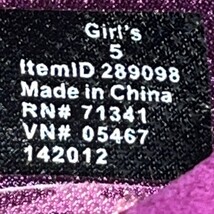 Girl's
5
ItemID 289098
Made in China
RN# 71341
VN# 05467
142012